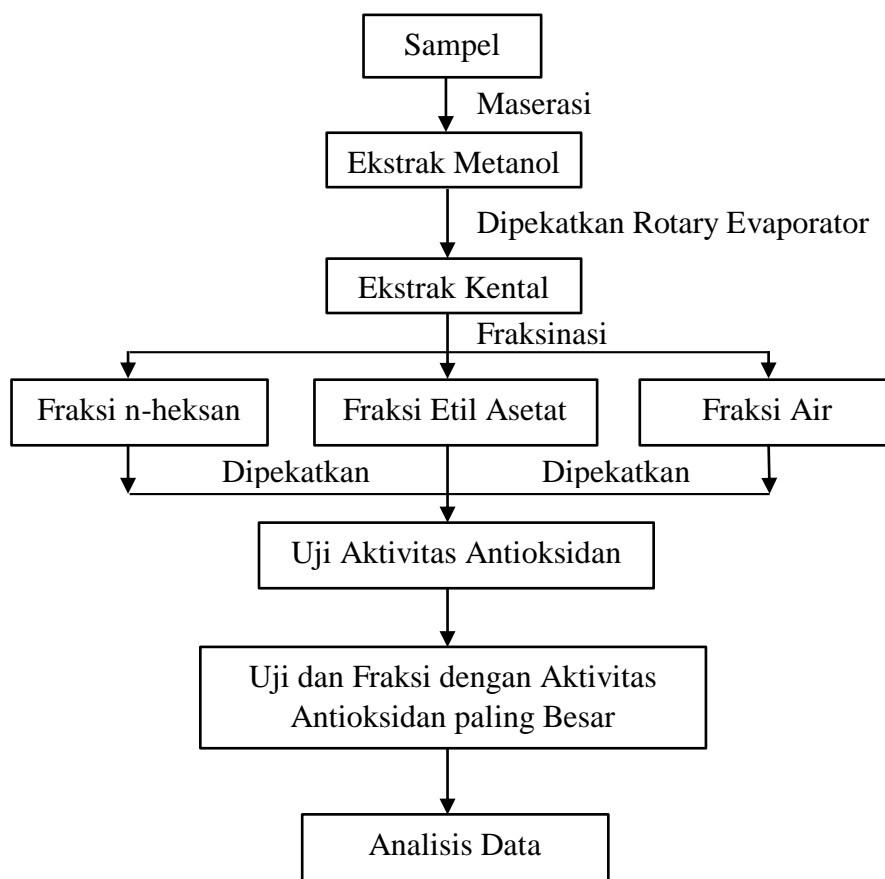 Sampel
Maserasi
Ekstrak Metanol
Dipekatkan Rotary Evaporator
Ekstrak Kental
Fraksinasi
Fraksi n-heksan
Fraksi Etil Asetat
Fraksi Air
Dipekatkan
Dipekatkan
Uji Aktivitas Antioksidan
Uji dan Fraksi dengan Aktivitas
Antioksidan paling Besar
Analisis Data